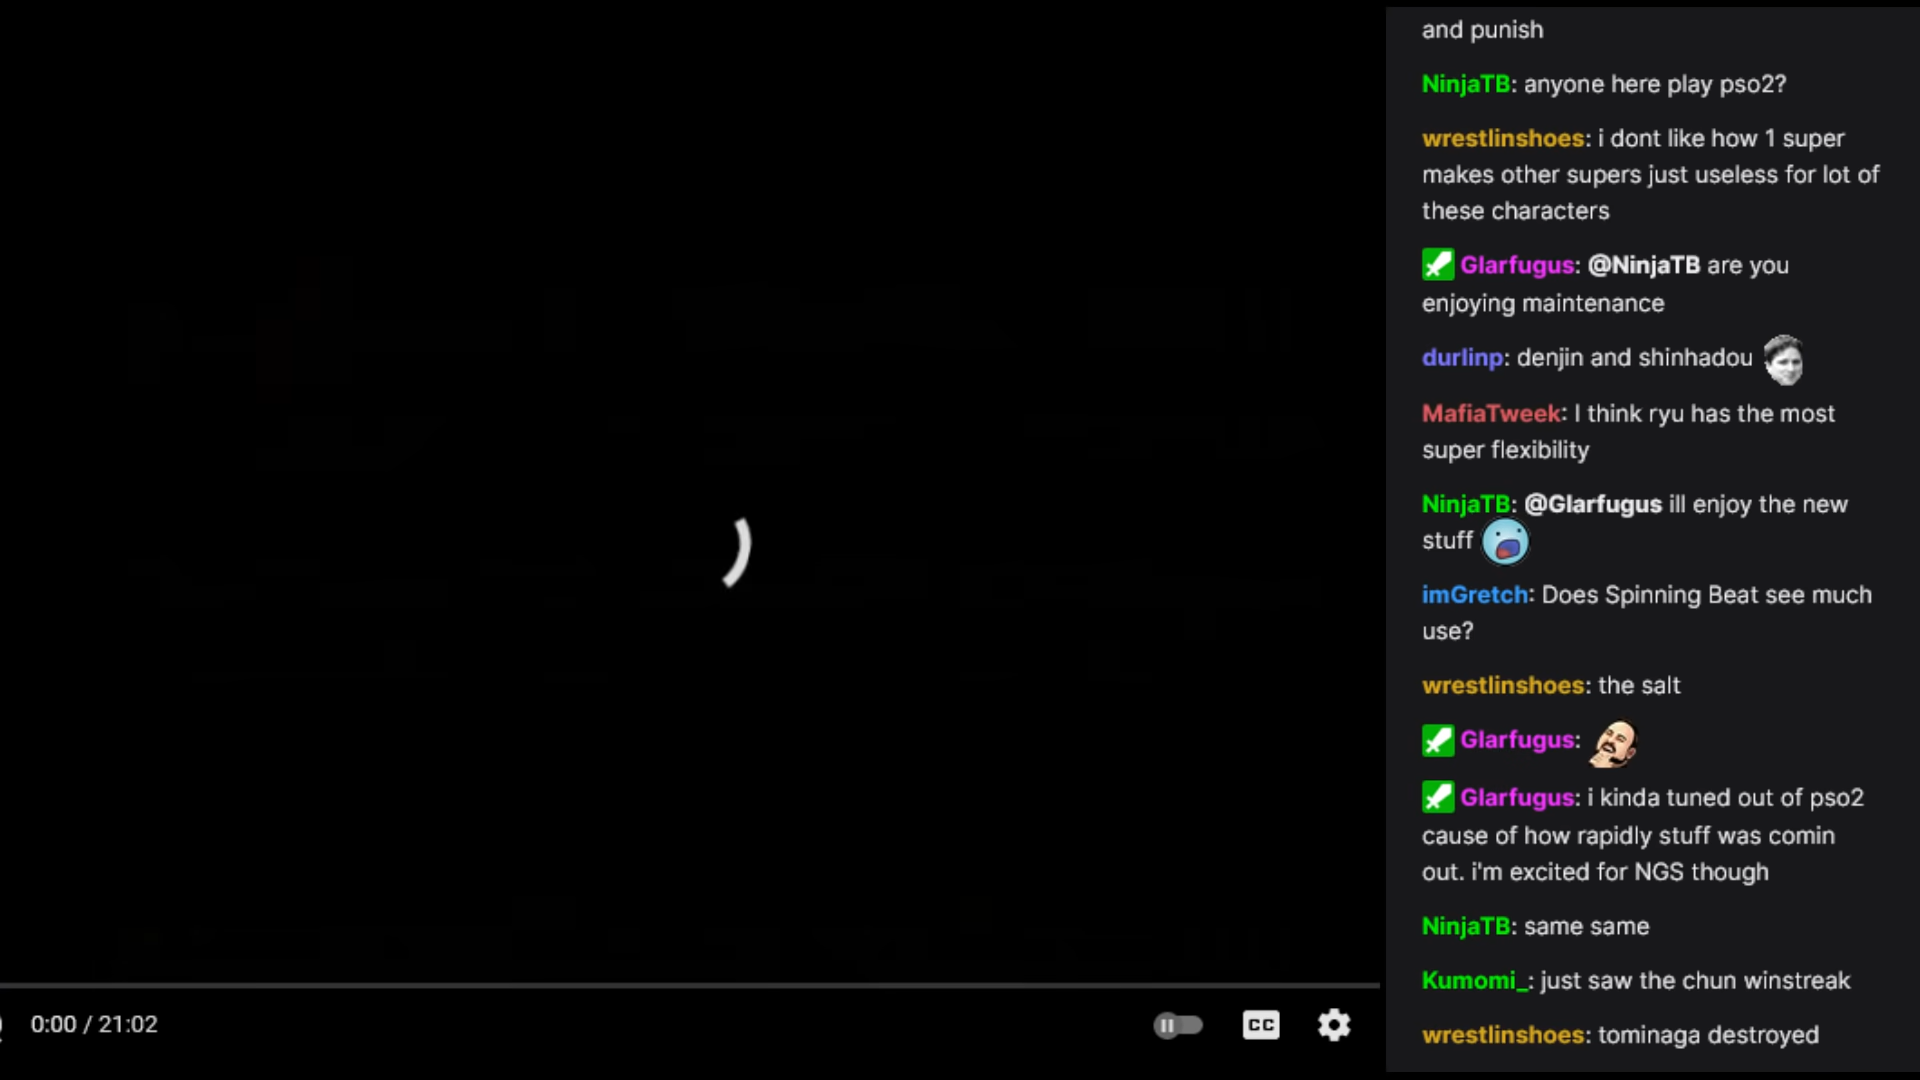 and punish
NinjaTB: anyone here play pso2?
wrestlinshoes: i dont like how 1 super
makes other supers just useless for lot of
these characters
Glarfugus: @NinjaTB are you
enjoying maintenance
durlinp: denjin and shinhadou
MafiaTweek: I think ryu has the most
super flexibility
NinjaTB: @Glarfugus ill enjoy the new
stuff
imGretch: Does Spinning Beat see much
use?
wrestlinshoes: the salt
Glarfugus:
Glarfugus: i kinda tuned out of pso2
cause of how rapidly stuff was comin
out. i'm excited for NGS though
NinjaTB: same same
Kumomi_: just saw the chun winstreak
wrestlinshoes: tominaga destroyed
0:00 / 21:02
CC